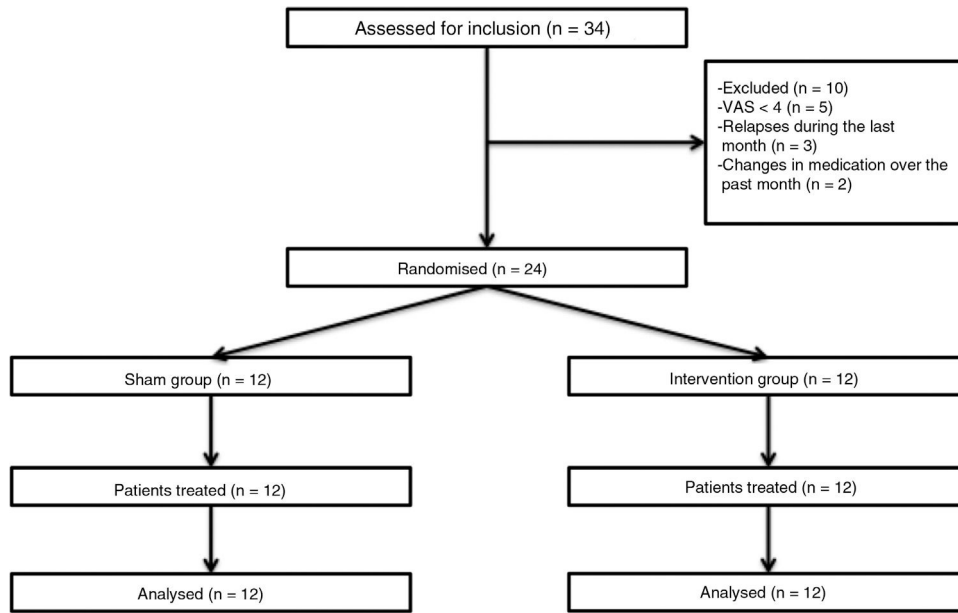 Assessed for inclusion (n = 34)
-Excluded (n = 10)
-VAS < 4 (n = 5)
-Relapses during the last
month (n = 3)
-Changes in medication over the
past month (n = 2)
Randomised (n = 24)
Sham group (n = 12)
Intervention group (n = 12)
Patients treated (n = 12)
Patients treated (n = 12)
Analysed (n = 12)
Analysed (n = 12)